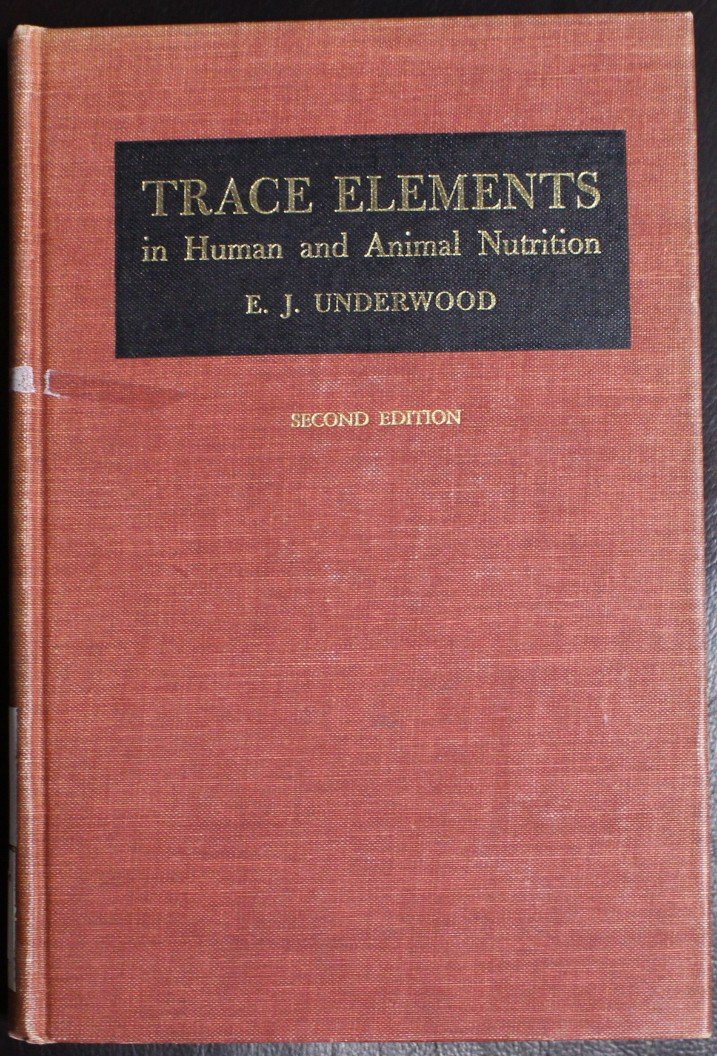 TRACE ELEMENTS
in Human and Animal Nutrition
E. J. UNDERWOOD
SECOND EDITION